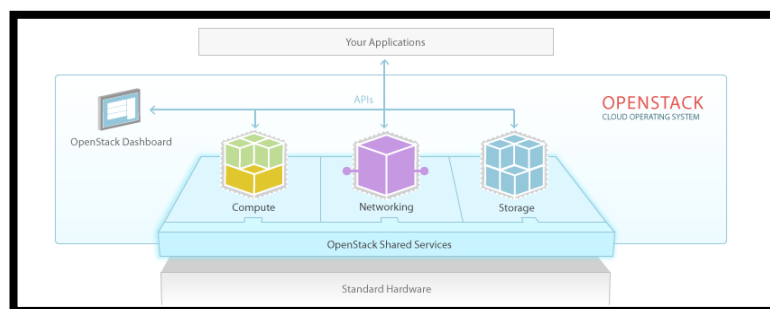 Your Applications
APIs
OPENSTACK
CLOUD OPERATING SYSTEM
OpenStack Dashboard
Compute
Networking
Storage
OpenStack Shared Services
Standard Hardware